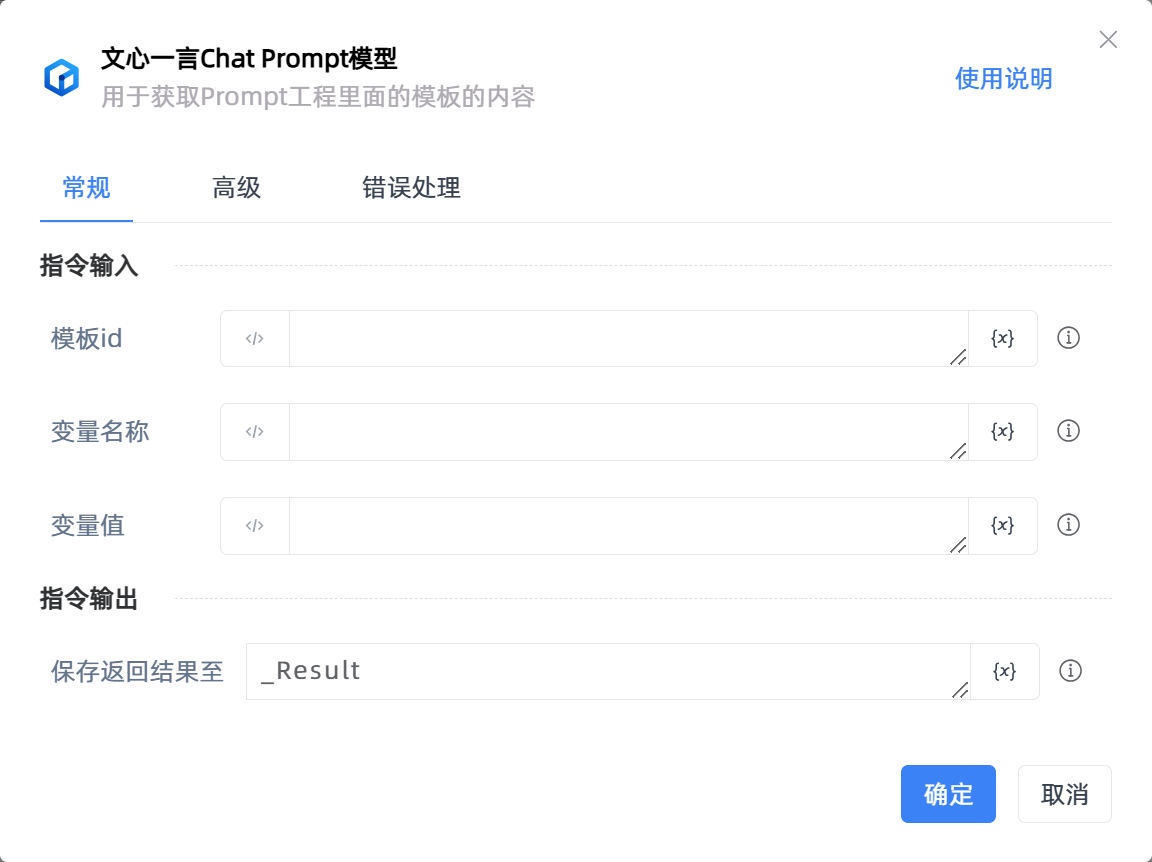 文心一言Chat Prompt模型
用于获取Prompt工程里面的模板的内容
使用说明
常规
高级
错误处理
指令输入
模板id
</>
{x}
变量名称
</>
{x}
变量值
</>
{x}
指令输出
保存返回结果至
_Result
{x}
确定
取消